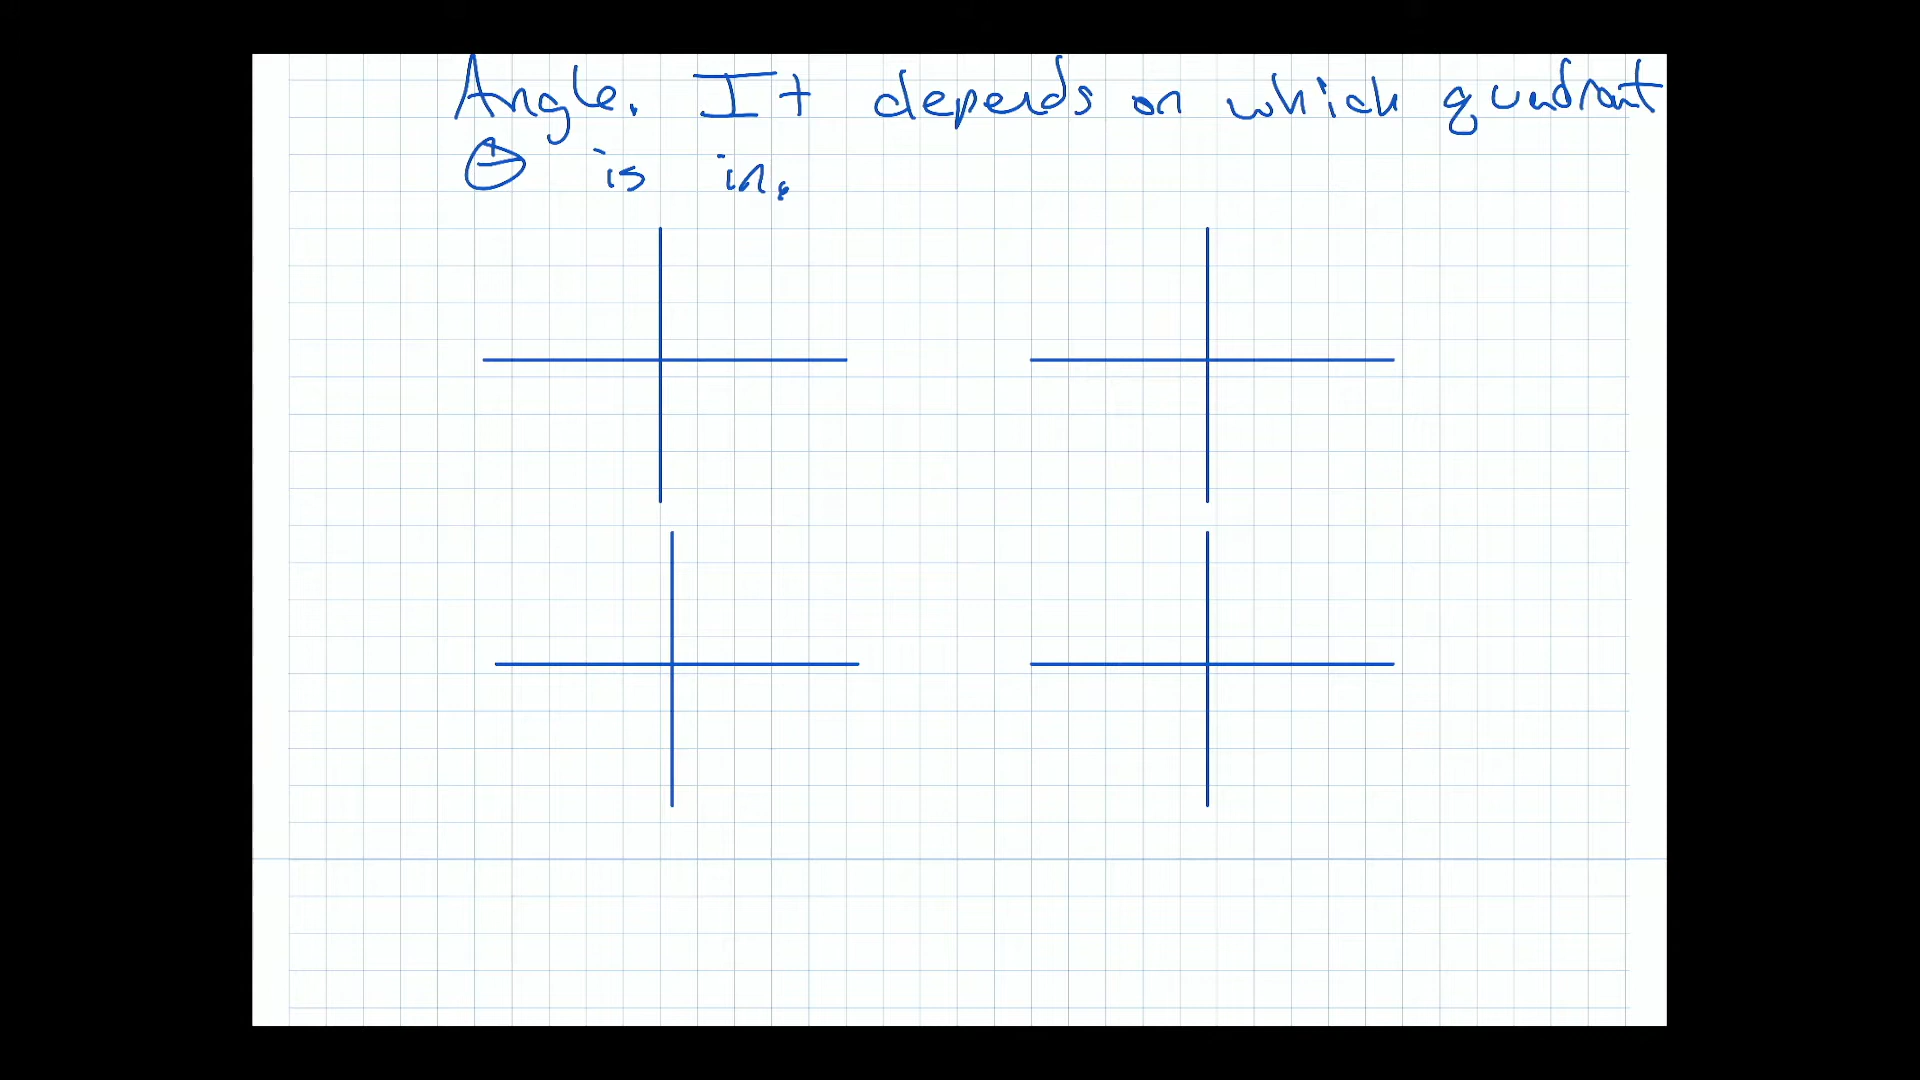 Angle. It depends on which quadrant
θ is in.